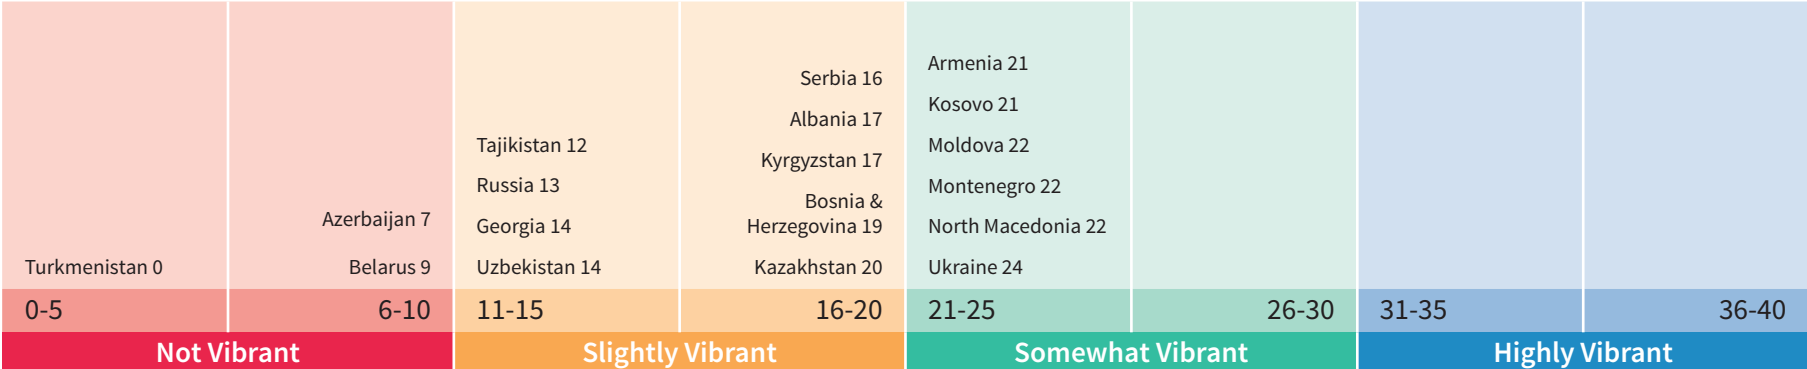 Turkmenistan 0
0-5
Azerbaijan 7
Belarus 9
6-10
Not Vibrant
Tajikistan 12
Russia 13
Georgia 14
Uzbekistan 14
11-15
Serbia 16
Albania 17
Kyrgyzstan 17
Bosnia &
Herzegovina 19
Kazakhstan 20
16-20
Slightly Vibrant
Armenia 21
Kosovo 21
Moldova 22
Montenegro 22
North Macedonia 22
Ukraine 24
21-25
26-30
Somewhat Vibrant
31-35
36-40
Highly Vibrant